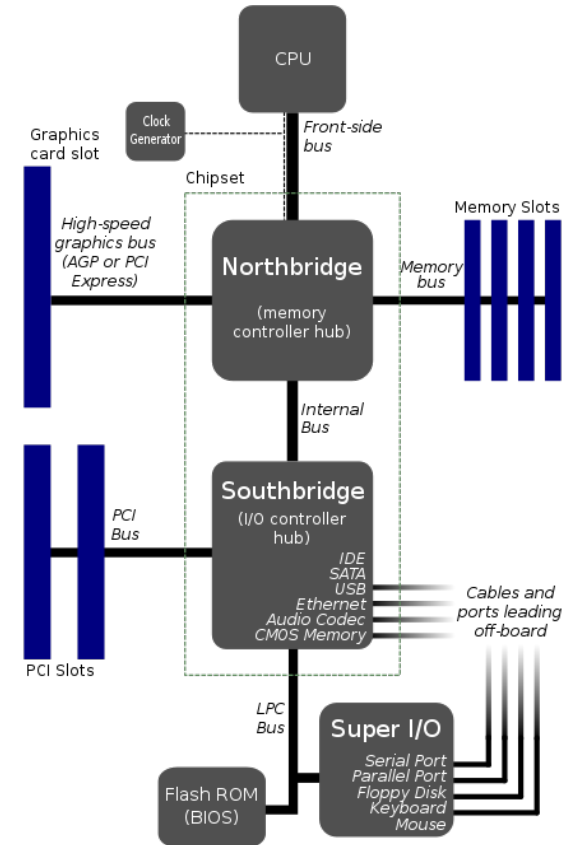 CPU
Clock
Generator
Front-side
bus
Graphics
card slot
Chipset
High-speed
graphics bus
(AGP or PCI
Express)
Northbridge
(memory
controller hub)
Memory
bus
Memory Slots
Internal
Bus
Southbridge
(I/O controller
hub)
PCI
Bus
IDE
SATA
USB
Ethernet
Audio Codec
CMOS Memory
Cables and
ports leading
off-board
PCI Slots
LPC
Bus
Super I/O
Serial Port
Parallel Port
Floppy Disk
Keyboard
Mouse
Flash ROM
(BIOS)